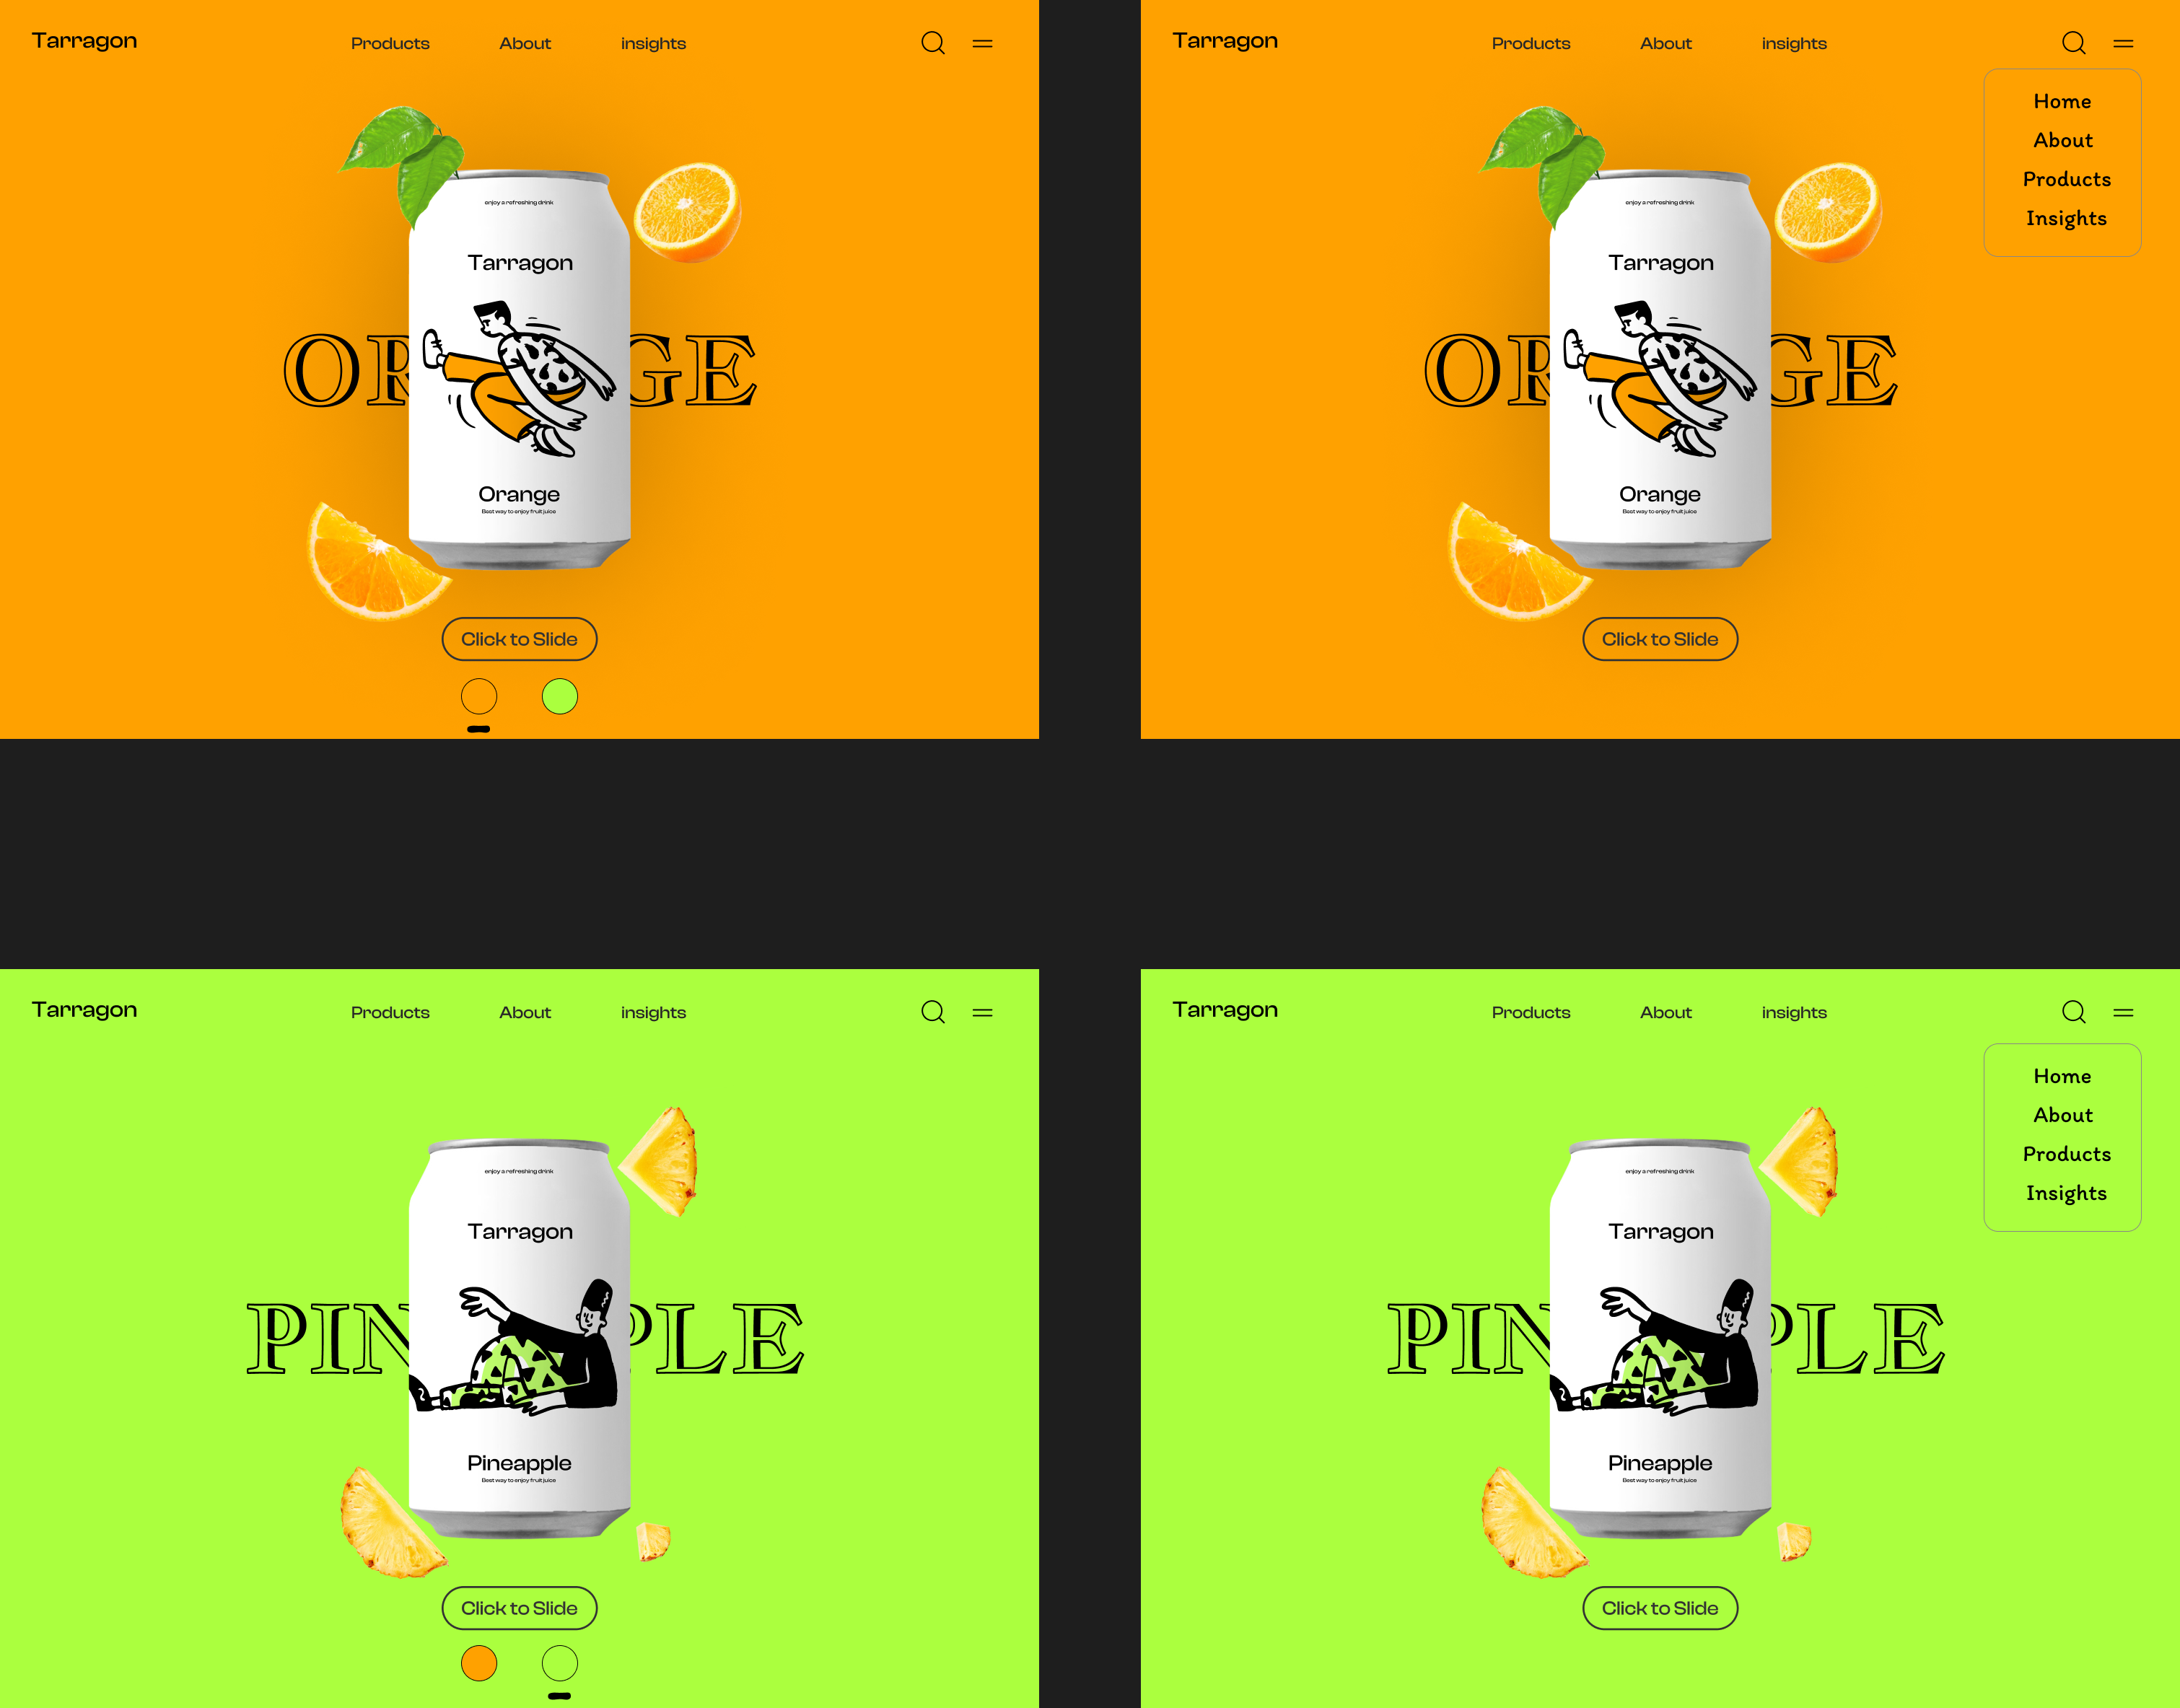 Tarragon
Products About insights
enjoy a refreshing drink
Tarragon
OR GE
Orange
Best way to enjoy fruit juice
Click to Slide
Tarragon
Products About insights
Home
About
Products
Insights
enjoy a refreshing drink
Tarragon
OR GE
Orange
Best way to enjoy fruit juice
Click to Slide
Tarragon
Products About insights
enjoy a refreshing drink
Tarragon
PIN PLE
Pineapple
Best way to enjoy fruit juice
Click to Slide
Tarragon
Products About insights
Home
About
Products
Insights
enjoy a refreshing drink
Tarragon
PIN PLE
Pineapple
Best way to enjoy fruit juice
Click to Slide